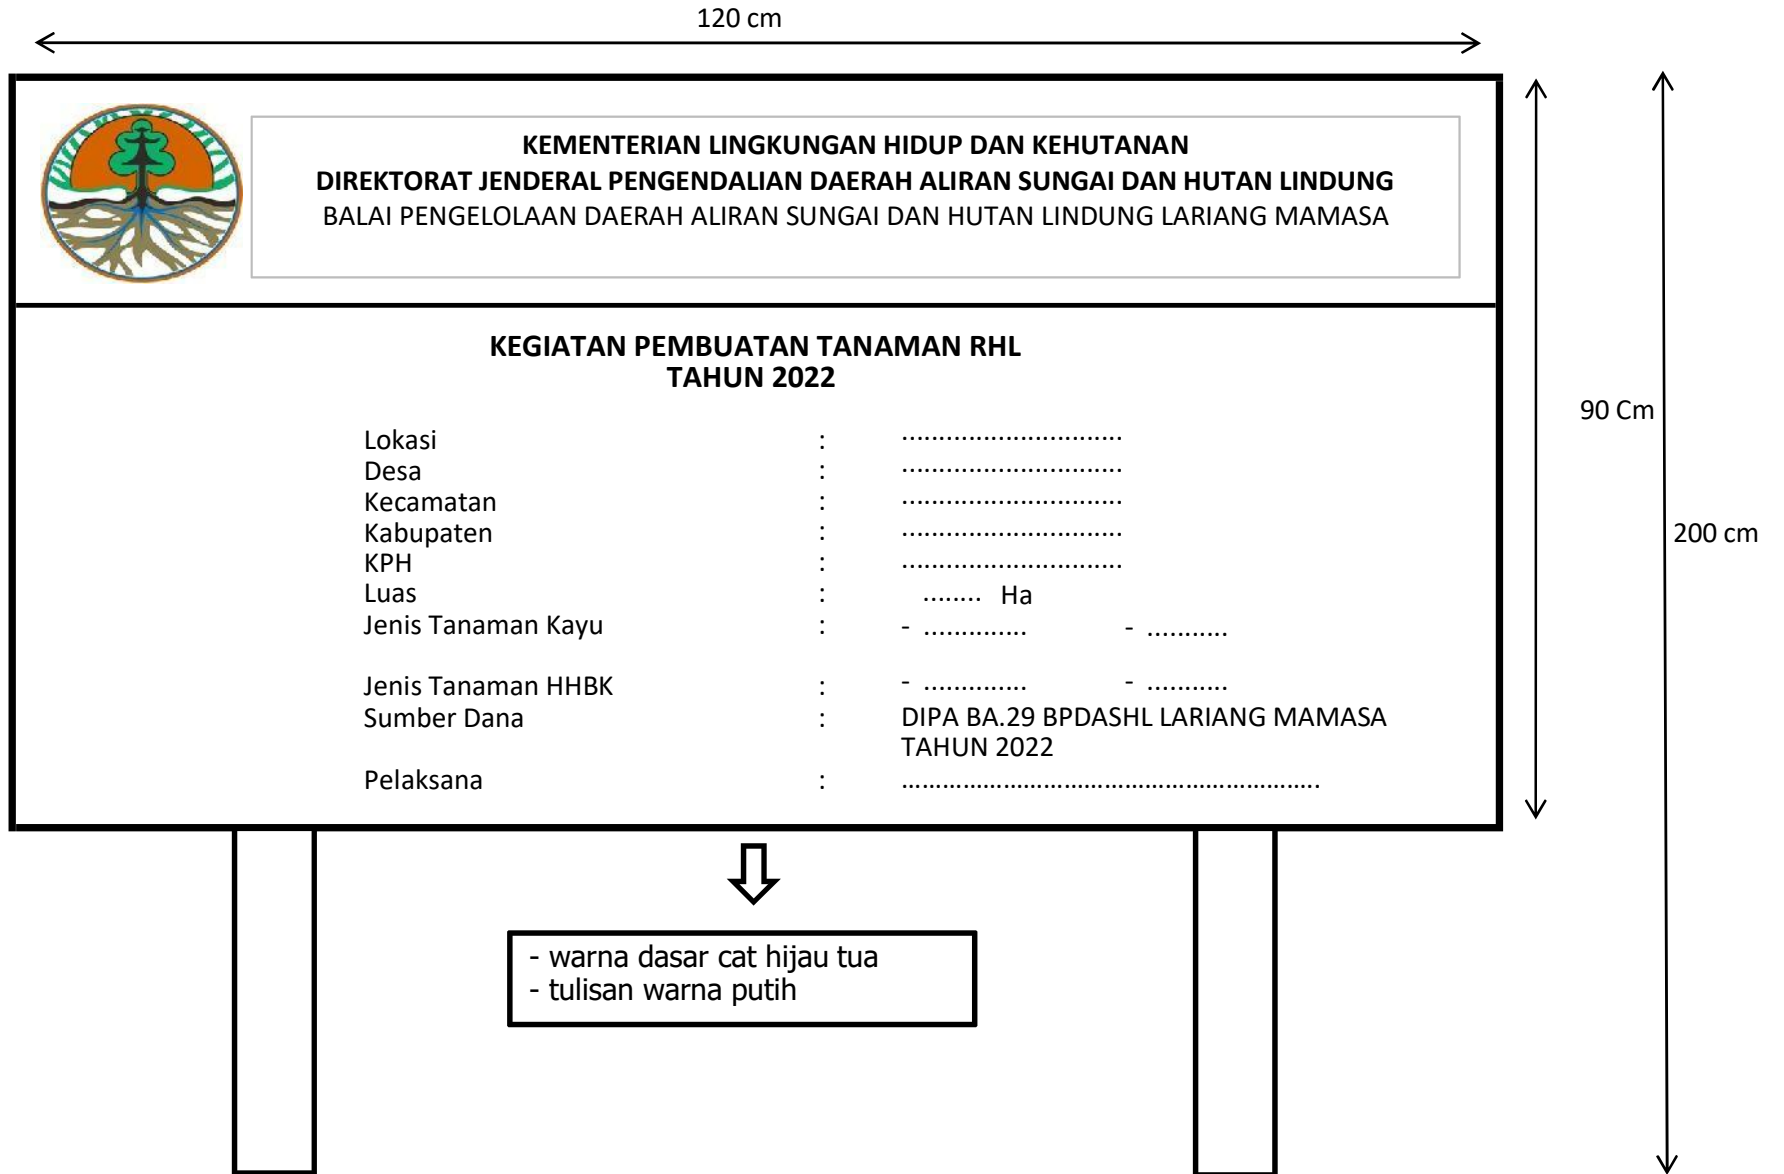 120 cm
KEMENTERIAN LINGKUNGAN HIDUP DAN KEHUTANAN
DIREKTORAT JENDERAL PENGENDALIAN DAERAH ALIRAN SUNGAI DAN HUTAN LINDUNG
BALAI PENGELOLAAN DAERAH ALIRAN SUNGAI DAN HUTAN LINDUNG LARIANG MAMASA
KEGIATAN PEMBUATAN TANAMAN RHL
TAHUN 2022
90 Cm
Lokasi : ..............................
Desa : ..............................
Kecamatan : ..............................
Kabupaten : ..............................
200 cm
KPH : ..............................
Luas : ........ Ha
Jenis Tanaman Kayu : - .............. - ...........
Jenis Tanaman HHBK : - .............. - ...........
Sumber Dana : DIPA BA.29 BPDASHL LARIANG MAMASA
TAHUN 2022
Pelaksana : ..............................................................
- warna dasar cat hijau tua
- tulisan warna putih